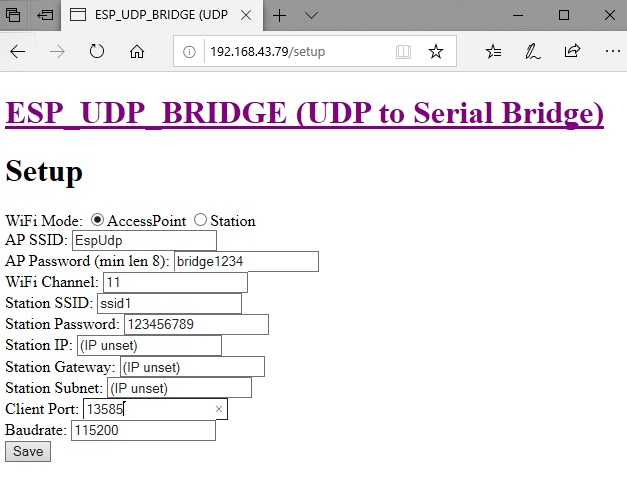 ESP_UDP_BRIDGE (UDP
192.168.43.79/setup
ESP_UDP_BRIDGE (UDP to Serial Bridge)
Setup
WiFi Mode: AccessPoint Station
AP SSID: EspUdp
AP Password (min len 8): bridge1234
WiFi Channel: 11
Station SSID: ssid1
Station Password: 123456789
Station IP: (IP unset)
Station Gateway: (IP unset)
Station Subnet: (IP unset)
Client Port: 13585
Baudrate: 115200
Save